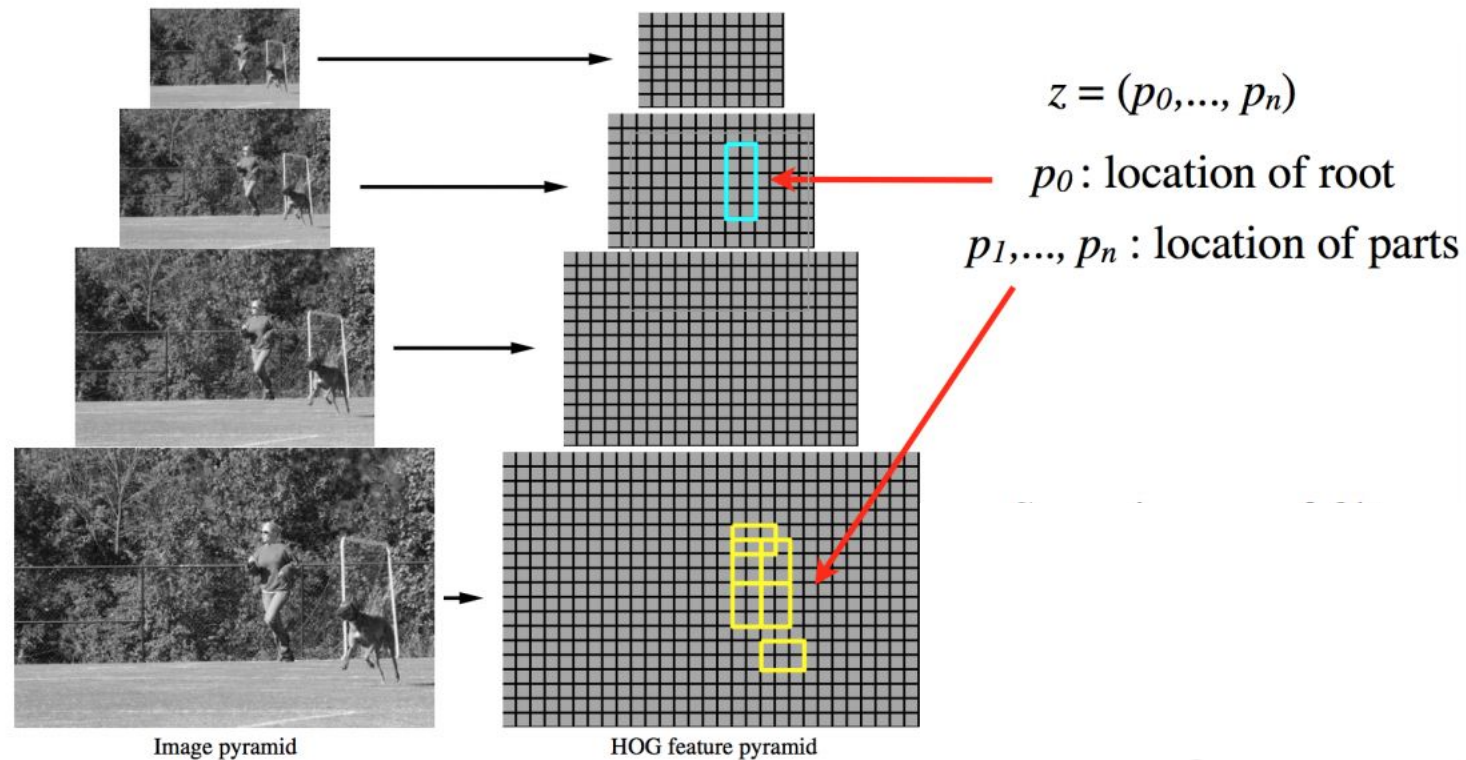 z = (p₀,..., pₙ)
p₀ : location of root
p₁,..., pₙ : location of parts
Image pyramid
HOG feature pyramid